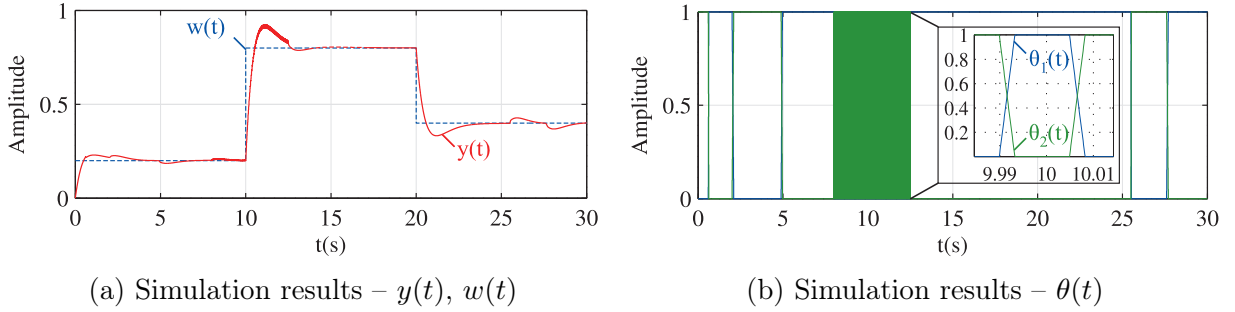 1
w(t)
Amplitude
0.5
y(t)
0
0 5 10 15 20 25 30
t(s)
(a) Simulation results – y(t), w(t)
1
1
θ1(t)
0.8
0.6
Amplitude
0.5
0.4
θ2(t)
0.2
9.99 10 10.01
0
0 5 10 15 20 25 30
t(s)
(b) Simulation results – θ(t)